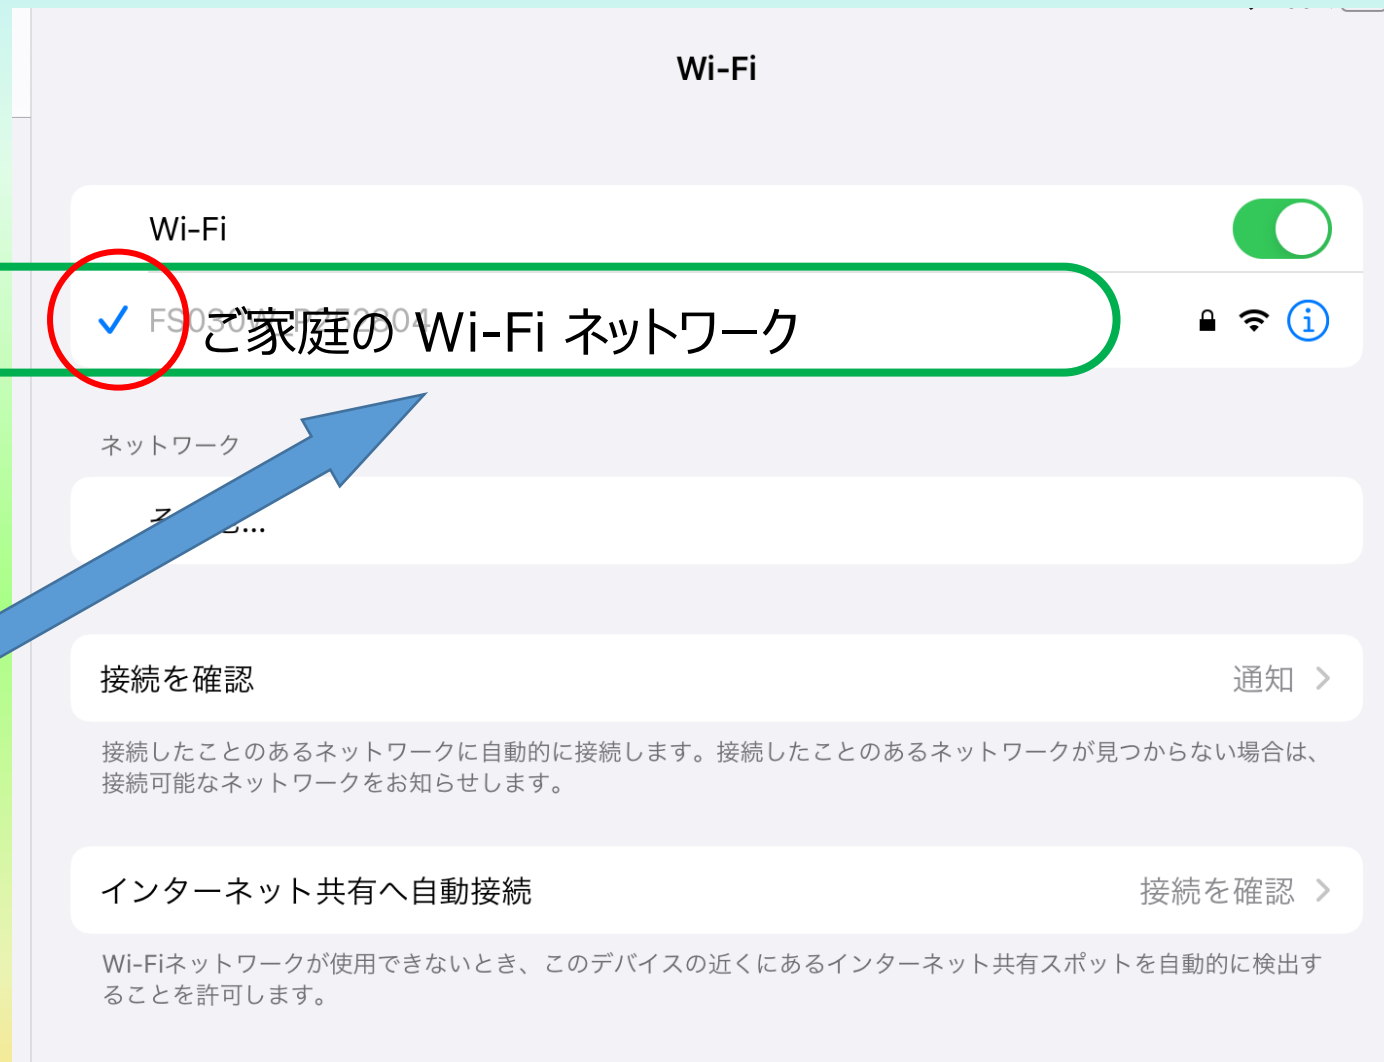 Wi-Fi
Wi-Fi
ご家庭の Wi-Fi ネットワーク
ネットワーク
接続を確認
通知
接続したことのあるネットワークに自動的に接続します。接続したことのあるネットワークが見つからない場合は、
接続可能なネットワークをお知らせします。
インターネット共有へ自動接続
接続を確認
Wi-Fiネットワークが使用できないとき、このデバイスの近くにあるインターネット共有スポットを自動的に検出す
ることを許可します。